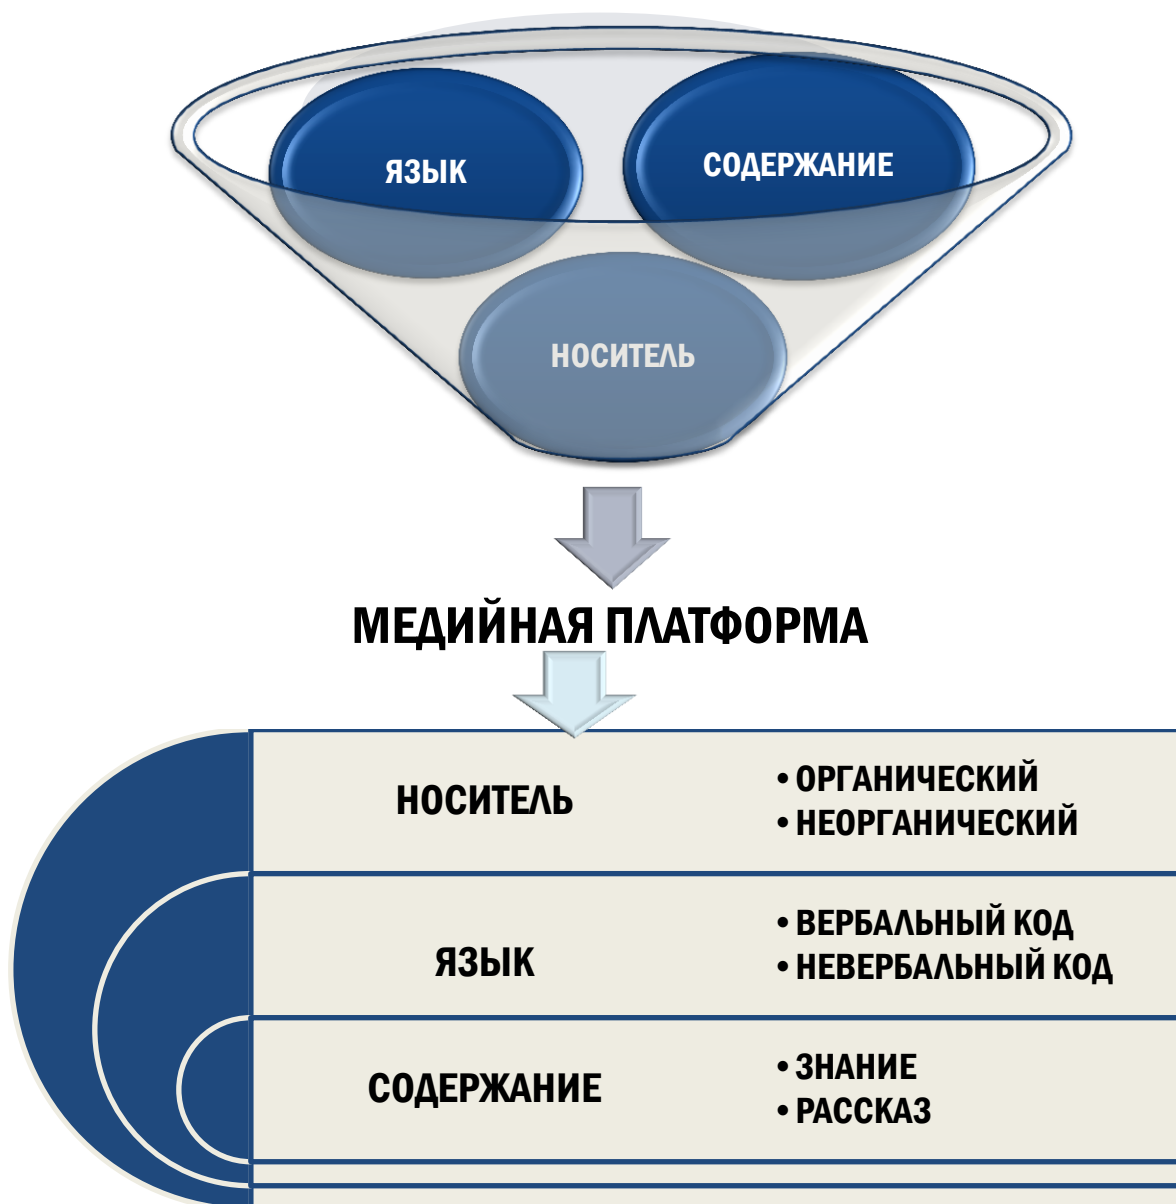 ЯЗЫК
СОДЕРЖАНИЕ
НОСИТЕЛЬ
МЕДИЙНАЯ ПЛАТФОРМА
НОСИТЕЛЬ
• ОРГАНИЧЕСКИЙ
• НЕОРГАНИЧЕСКИЙ
ЯЗЫК
• ВЕРБАЛЬНЫЙ КОД
• НЕВЕРБАЛЬНЫЙ КОД
СОДЕРЖАНИЕ
• ЗНАНИЕ
• РАССКАЗ